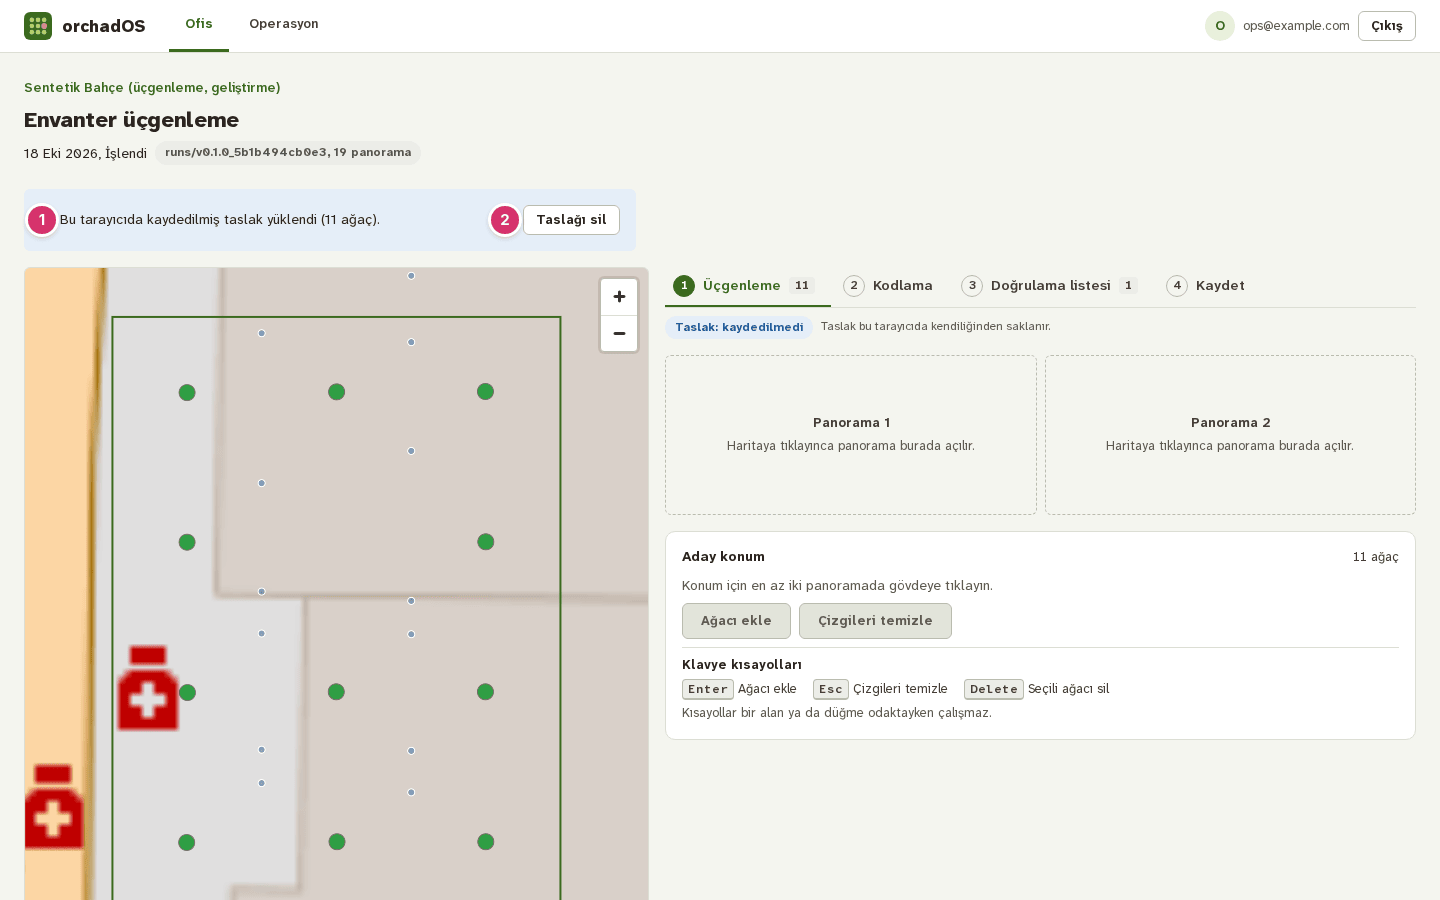 orchadOS
Ofis
Operasyon
O
ops@example.com
Çıkış
Sentetik Bahçe (üçgenleme, geliştirme)
Envanter üçgenleme
18 Eki 2026, İşlendi
runs/v0.1.0_5b1b494cb0e3, 19 panorama
1
Bu tarayıcıda kaydedilmiş taslak yüklendi (11 ağaç).
2
Taslağı sil
+
−
1 Üçgenleme 11
2 Kodlama
3 Doğrulama listesi 1
4 Kaydet
Taslak: kaydedilmedi
Taslak bu tarayıcıda kendiliğinden saklanır.
Panorama 1
Haritaya tıklayınca panorama burada açılır.
Panorama 2
Haritaya tıklayınca panorama burada açılır.
Aday konum
11 ağaç
Konum için en az iki panoramada gövdeye tıklayın.
Ağacı ekle
Çizgileri temizle
Klavye kısayolları
Enter Ağacı ekle
Esc Çizgileri temizle
Delete Seçili ağacı sil
Kısayollar bir alan ya da düğme odaktayken çalışmaz.